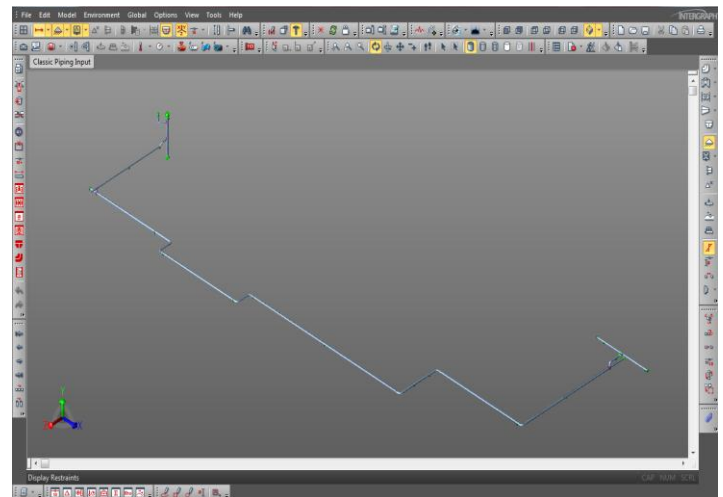 File Edit Model Environment Global Options View Tools Help
INTERGRAPH
Classic Piping Input
Y
Z X
Display Restraints
CAP NUM SCRL